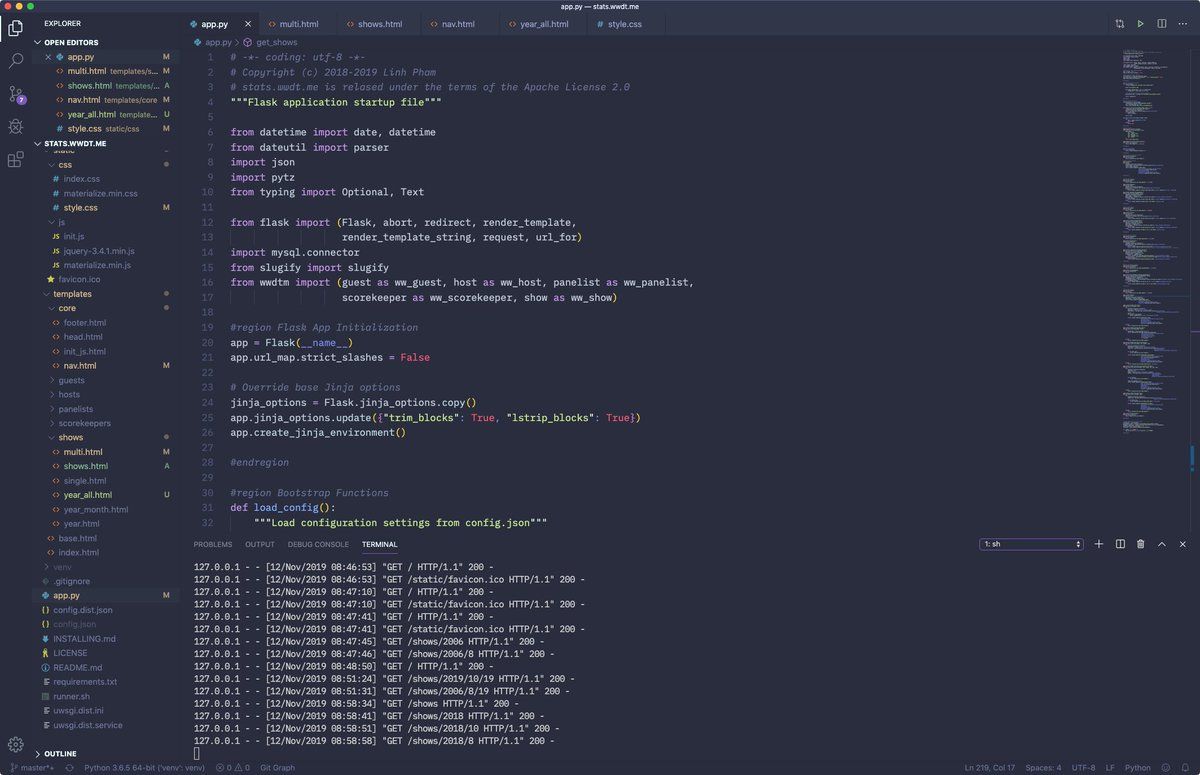 app.py — stats.wwdt.me
EXPLORER
OPEN EDITORS
app.py M
multi.html templates/s... M
shows.html templates/... A
nav.html templates/core M
year_all.html template... U
style.css static/css M
STATS.WWDT.ME
static
css
index.css
materialize.min.css
style.css M
js
init.js
jquery-3.4.1.min.js
materialize.min.js
favicon.ico
templates
core
footer.html
head.html
init_js.html
nav.html M
guests
hosts
panelists
scorekeepers
shows
multi.html M
shows.html A
single.html
year_all.html U
year_month.html
year.html
base.html
index.html
venv
.gitignore
app.py M
config.dist.json
config.json
INSTALLING.md
LICENSE
README.md
requirements.txt
runner.sh
uwsgi.dist.ini
uwsgi.dist.service
OUTLINE
app.py multi.html shows.html nav.html year_all.html style.css
app.py > get_shows
1 # -*- coding: utf-8 -*-
2 # Copyright (c) 2018-2019 Linh Pham
3 # stats.wwdt.me is relased under the terms of the Apache License 2.0
4 """Flask application startup file"""
5
6 from datetime import date, datetime
7 from dateutil import parser
8 import json
9 import pytz
10 from typing import Optional, Text
11
12 from flask import (Flask, abort, redirect, render_template,
13 render_template_string, request, url_for)
14 import mysql.connector
15 from slugify import slugify
16 from wwdtm import (guest as ww_guest, host as ww_host, panelist as ww_panelist,
17 scorekeeper as ww_scorekeeper, show as ww_show)
18
19 #region Flask App Initialization
20 app = Flask(__name__)
21 app.url_map.strict_slashes = False
22
23 # Override base Jinja options
24 jinja_options = Flask.jinja_options.copy()
25 app.jinja_options.update({"trim_blocks": True, "lstrip_blocks": True})
26 app.create_jinja_environment()
27
28 #endregion
29
30 #region Bootstrap Functions
31 def load_config():
32 """Load configuration settings from config.json"""
PROBLEMS OUTPUT DEBUG CONSOLE TERMINAL 1: sh
127.0.0.1 - - [12/Nov/2019 08:46:53] "GET / HTTP/1.1" 200 -
127.0.0.1 - - [12/Nov/2019 08:46:53] "GET /static/favicon.ico HTTP/1.1" 200 -
127.0.0.1 - - [12/Nov/2019 08:47:10] "GET / HTTP/1.1" 200 -
127.0.0.1 - - [12/Nov/2019 08:47:10] "GET /static/favicon.ico HTTP/1.1" 200 -
127.0.0.1 - - [12/Nov/2019 08:47:41] "GET / HTTP/1.1" 200 -
127.0.0.1 - - [12/Nov/2019 08:47:41] "GET /static/favicon.ico HTTP/1.1" 200 -
127.0.0.1 - - [12/Nov/2019 08:47:45] "GET /shows/2006 HTTP/1.1" 200 -
127.0.0.1 - - [12/Nov/2019 08:47:46] "GET /shows/2006/8 HTTP/1.1" 200 -
127.0.0.1 - - [12/Nov/2019 08:48:50] "GET / HTTP/1.1" 200 -
127.0.0.1 - - [12/Nov/2019 08:51:24] "GET /shows/2019/10/19 HTTP/1.1" 200 -
127.0.0.1 - - [12/Nov/2019 08:51:31] "GET /shows/2006/8/19 HTTP/1.1" 200 -
127.0.0.1 - - [12/Nov/2019 08:58:34] "GET /shows HTTP/1.1" 200 -
127.0.0.1 - - [12/Nov/2019 08:58:41] "GET /shows/2018 HTTP/1.1" 200 -
127.0.0.1 - - [12/Nov/2019 08:58:51] "GET /shows/2018/10 HTTP/1.1" 200 -
127.0.0.1 - - [12/Nov/2019 08:58:58] "GET /shows/2018/8 HTTP/1.1" 200 -
7
master*+ Python 3.6.5 64-bit ('venv': venv) 0 0 Git Graph Ln 219, Col 17 Spaces: 4 UTF-8 LF Python